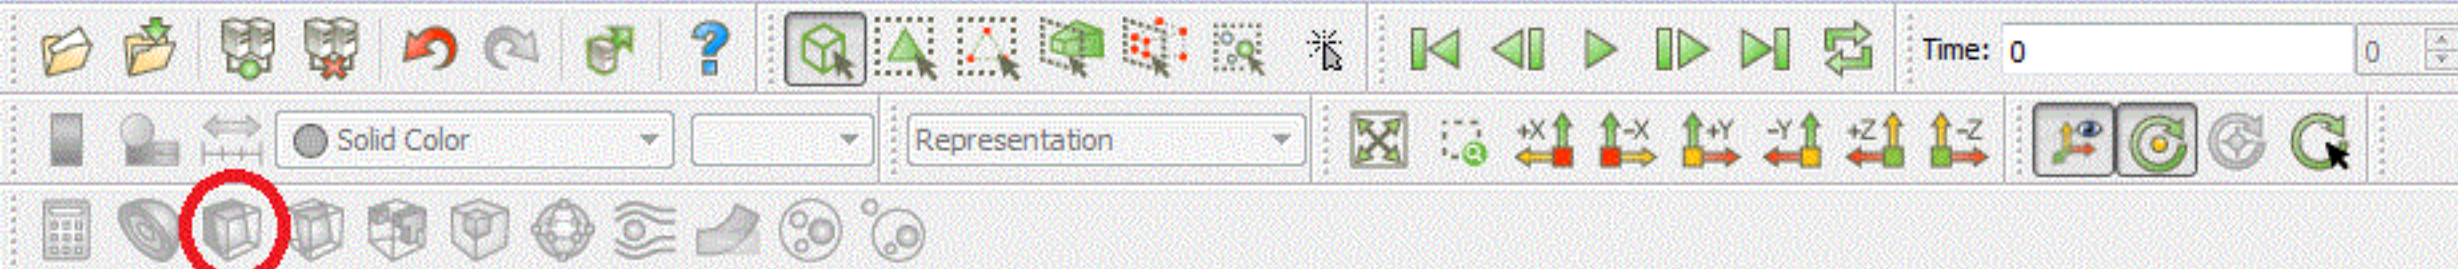 Time: 0 0
Solid Color Representation +X -X +Y -Y +Z -Z